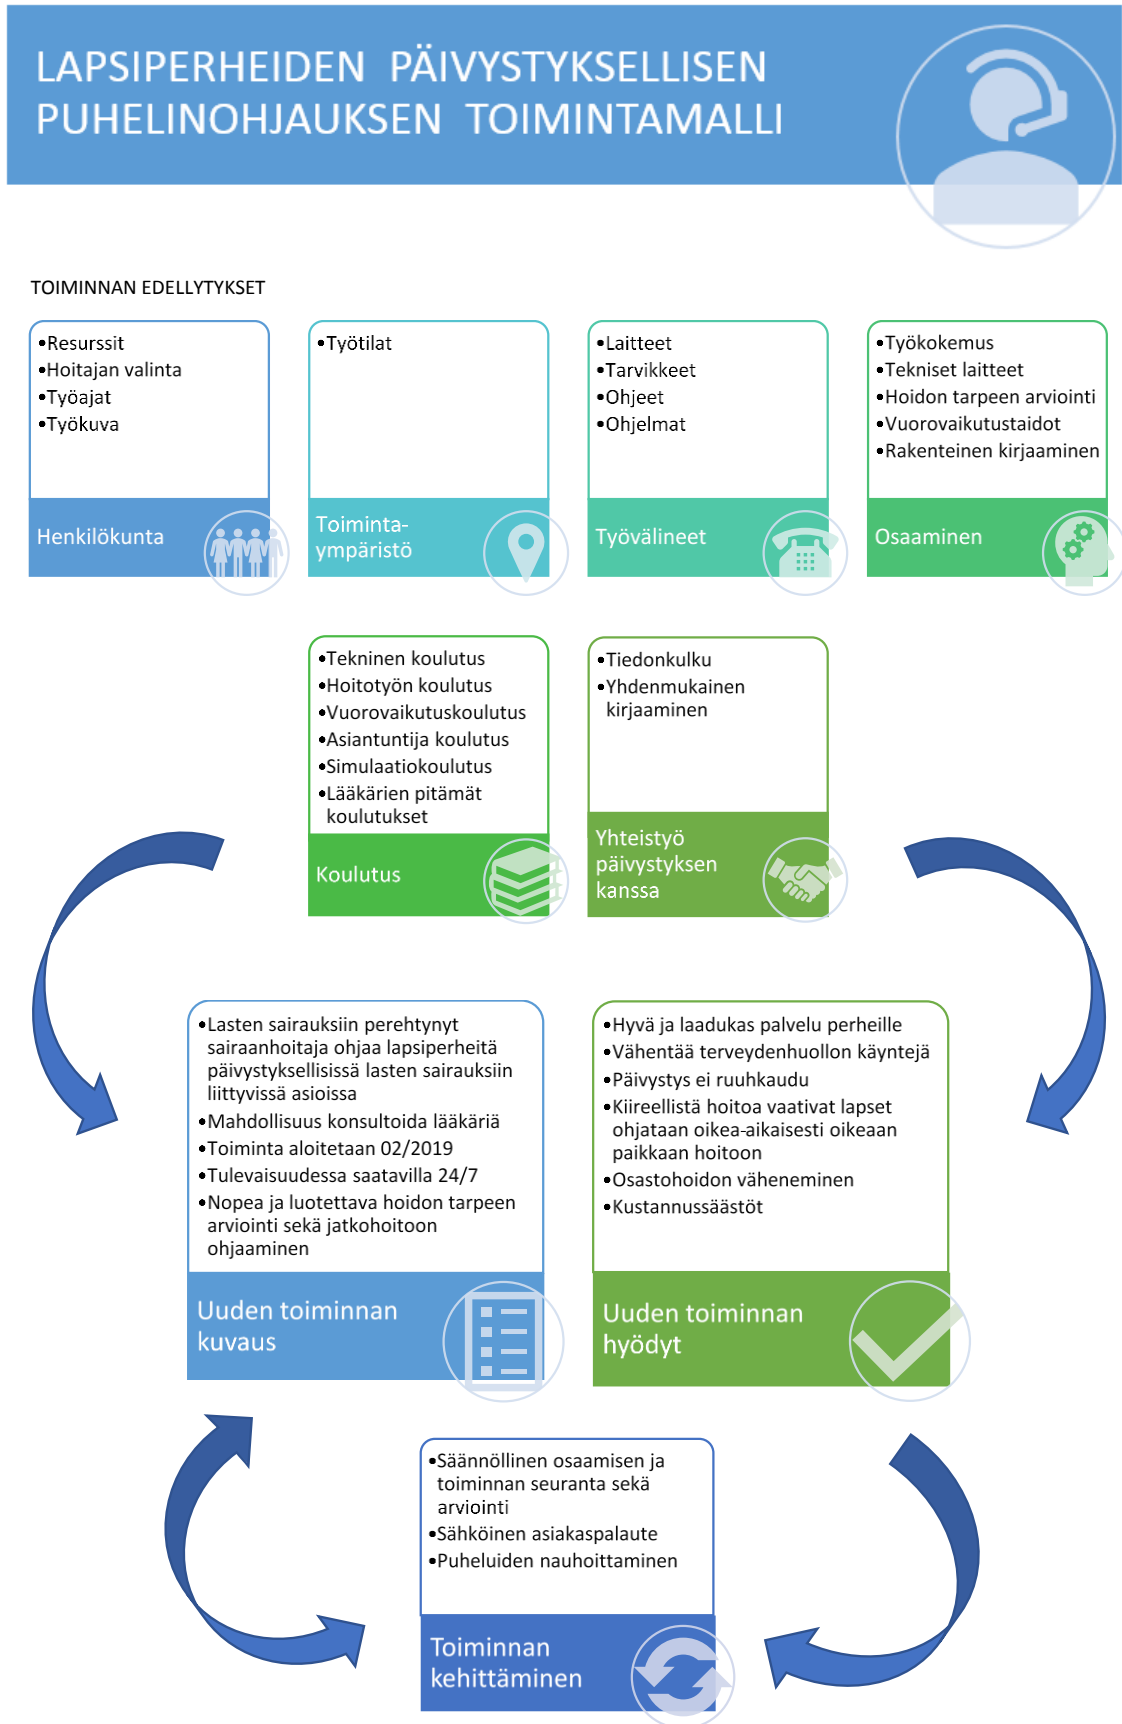 LAPSIPERHEIDEN PÄIVYSTYKSELLISEN
PUHELINOHJAUKSEN TOIMINTAMALLI
TOIMINNAN EDELLYTYKSET
•Resurssit
•Hoitajan valinta
•Työajat
•Työkuva
Henkilökunta
•Työtilat
Toiminta-
ympäristö
•Laitteet
•Tarvikkeet
•Ohjeet
•Ohjelmat
Työvälineet
•Työkokemus
•Tekniset laitteet
•Hoidon tarpeen arviointi
•Vuorovaikutustaidot
•Rakenteinen kirjaaminen
Osaaminen
•Tekninen koulutus
•Hoitotyön koulutus
•Vuorovaikutuskoulutus
•Asiantuntija koulutus
•Simulaatiokoulutus
•Lääkärien pitämät
koulutukset
Koulutus
•Tiedonkulku
•Yhdenmukainen
kirjaaminen
Yhteistyö
päivystyksen
kanssa
•Lasten sairauksiin perehtynyt
sairaanhoitaja ohjaa lapsiperheitä
päivystyksellisissä lasten sairauksiin
liittyvissä asioissa
•Mahdollisuus konsultoida lääkäriä
•Toiminta aloitetaan 02/2019
•Tulevaisuudessa saatavilla 24/7
•Nopea ja luotettava hoidon tarpeen
arviointi sekä jatkohoitoon
ohjaaminen
Uuden toiminnan
kuvaus
•Hyvä ja laadukas palvelu perheille
•Vähentää terveydenhuollon käyntejä
•Päivystys ei ruuhkaudu
•Kiireellistä hoitoa vaativat lapset
ohjataan oikea-aikaisesti oikeaan
paikkaan hoitoon
•Osastohoidon väheneminen
•Kustannussäästöt
Uuden toiminnan
hyödyt
•Säännöllinen osaamisen ja
toiminnan seuranta sekä
arviointi
•Sähköinen asiakaspalaute
•Puheluiden nauhoittaminen
Toiminnan
kehittäminen